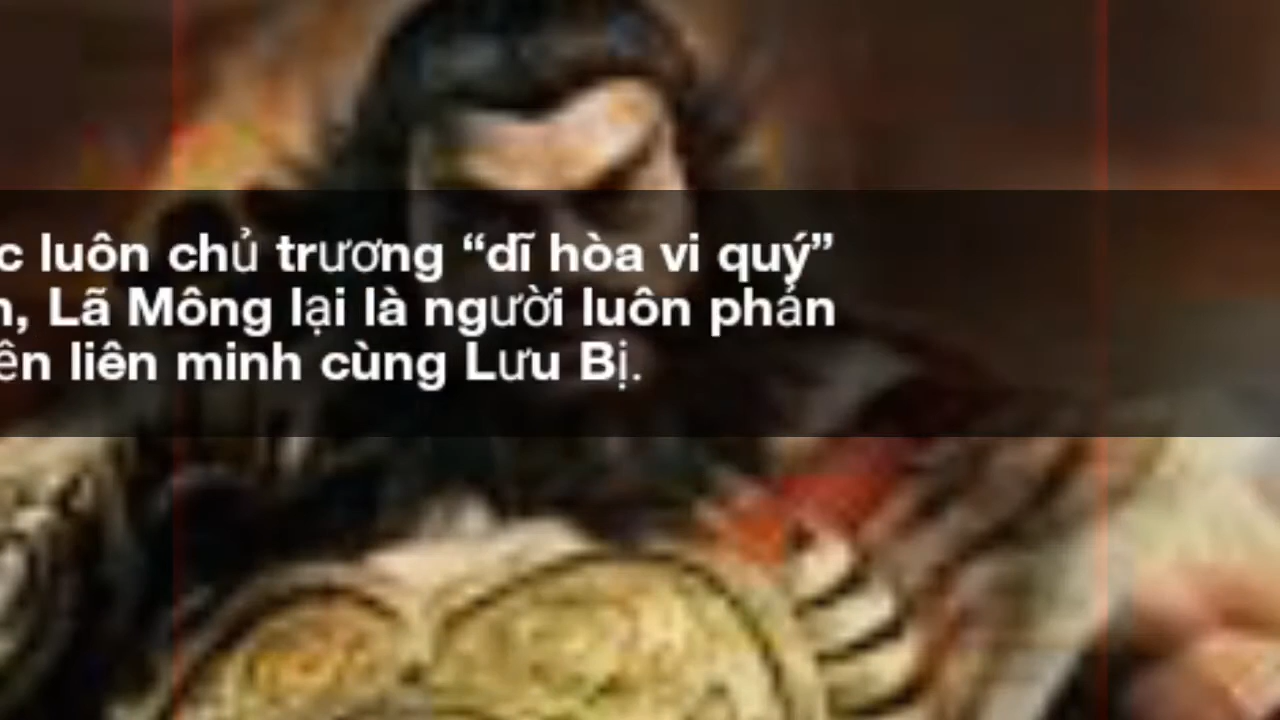 luôn chủ trương “dĩ hòa vi quý”
Lã Mông lại là người luôn phản
liên minh cùng Lưu Bị.